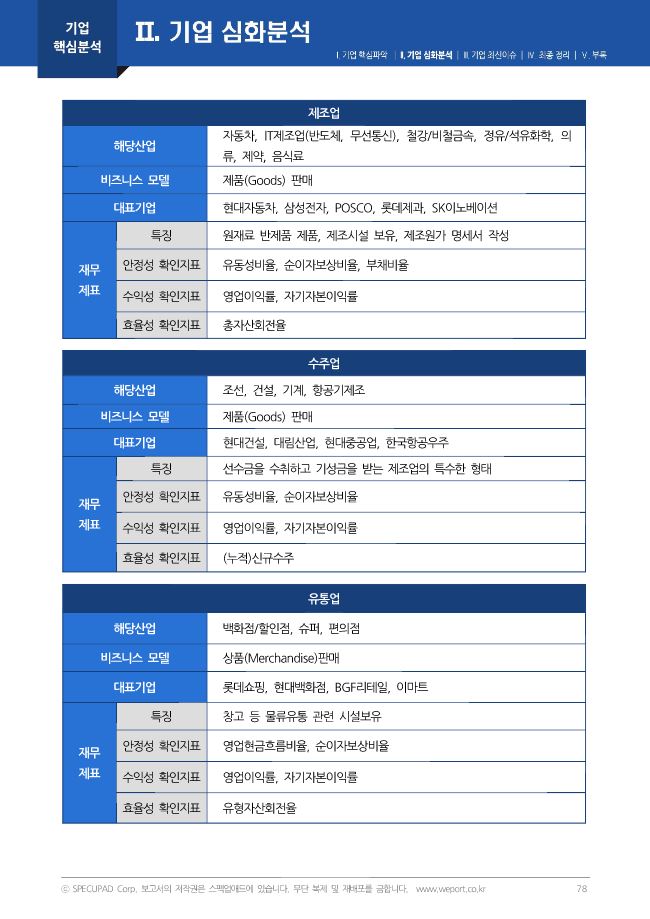 기업
핵심분석
Ⅱ. 기업 심화분석
Ⅰ. 기업 핵심파악 | Ⅱ. 기업 심화분석 | Ⅲ. 기업 최신이슈 | Ⅳ. 최종 정리 | Ⅴ. 부록
제조업
해당산업 자동차, IT제조업(반도체, 무선통신), 철강/비철금속, 정유/석유화학, 의
류, 제약, 음식료
비즈니스 모델 제품(Goods) 판매
대표기업 현대자동차, 삼성전자, POSCO, 롯데제과, SK이노베이션
재무
제표
특징 원재료 반제품 제품, 제조시설 보유, 제조원가 명세서 작성
안정성 확인지표 유동성비율, 순이자보상비율, 부채비율
수익성 확인지표 영업이익률, 자기자본이익률
효율성 확인지표 총자산회전율
수주업
해당산업 조선, 건설, 기계, 항공기제조
비즈니스 모델 제품(Goods) 판매
대표기업 현대건설, 대림산업, 현대중공업, 한국항공우주
재무
제표
특징 선수금을 수취하고 기성금을 받는 제조업의 특수한 형태
안정성 확인지표 유동성비율, 순이자보상비율
수익성 확인지표 영업이익률, 자기자본이익률
효율성 확인지표 (누적)신규수주
유통업
해당산업 백화점/할인점, 슈퍼, 편의점
비즈니스 모델 상품(Merchandise)판매
대표기업 롯데쇼핑, 현대백화점, BGF리테일, 이마트
재무
제표
특징 창고 등 물류유통 관련 시설보유
안정성 확인지표 영업현금흐름비율, 순이자보상비율
수익성 확인지표 영업이익률, 자기자본이익률
효율성 확인지표 유형자산회전율
ⓒ SPECUPAD Corp. 보고서의 저작권은 스펙업애드에 있습니다. 무단 복제 및 재배포를 금합니다. www.weport.co.kr 78